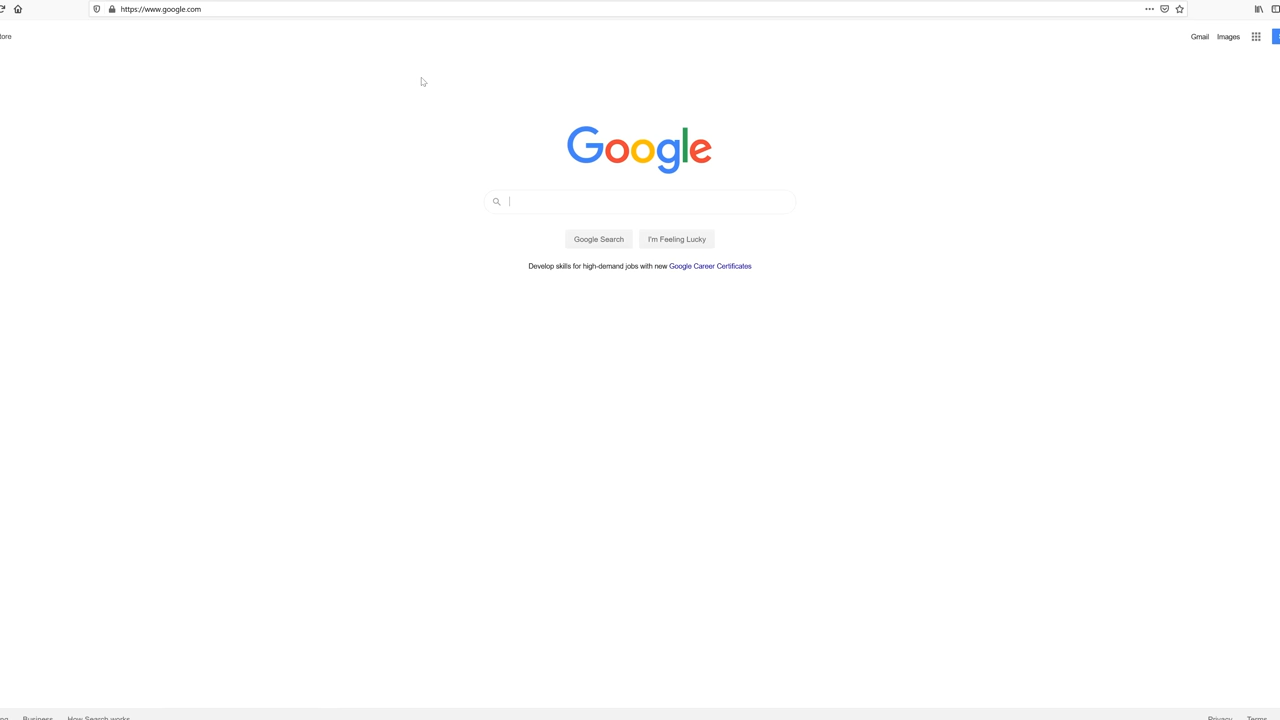 https://www.google.com
Gmail Images
Google
Google Search I'm Feeling Lucky
Develop skills for high-demand jobs with new Google Career Certificates
Business How Search works Privacy Terms